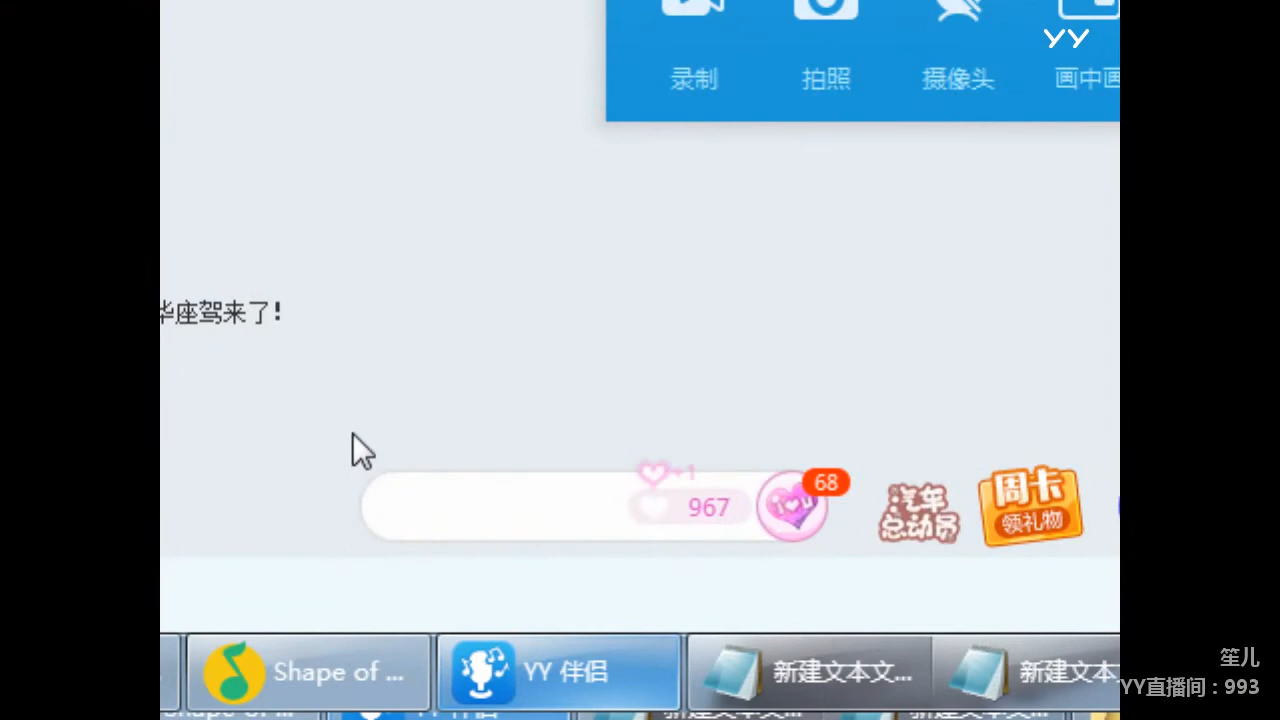 YY
录制 拍照 摄像头 画中画
华座驾来了!
+1
967
i♥u
68
汽车
总动员
周卡
领礼物
Shape of ... YY 伴侣 新建文本文... 新建文本
笙儿
YY直播间:993